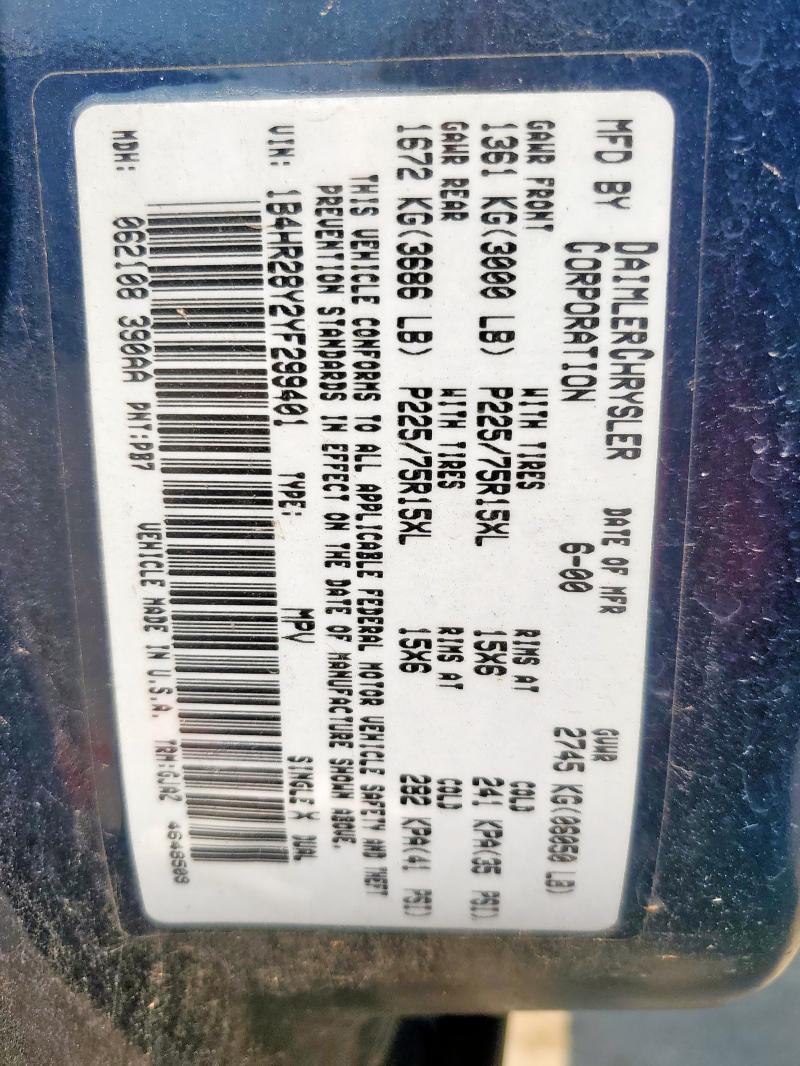 MFD BY DAIMLERCHRYSLER CORPORATION DATE OF MFR 6-00 GVWR 2745 KG(06050 LB)
GAWR FRONT WITH TIRES RIMS AT COLD
1361 KG(3000 LB) P225/75R15XL 15X6 241 KPA(35 PSI)
GAWR REAR WITH TIRES RIMS AT COLD
1672 KG(3686 LB) P225/75R15XL 15X6 282 KPA(41 PSI)
THIS VEHICLE CONFORMS TO ALL APPLICABLE FEDERAL MOTOR VEHICLE SAFETY AND THEFT
PREVENTION STANDARDS IN EFFECT ON THE DATE OF MANUFACTURE SHOWN ABOVE.
VIN: 1B4HR28Y2YF299401 TYPE: MPV SINGLE X DUAL
MDH: 062108 390AA PNT:PB7 VEHICLE MADE IN U.S.A. TRM:GJAZ 4648509